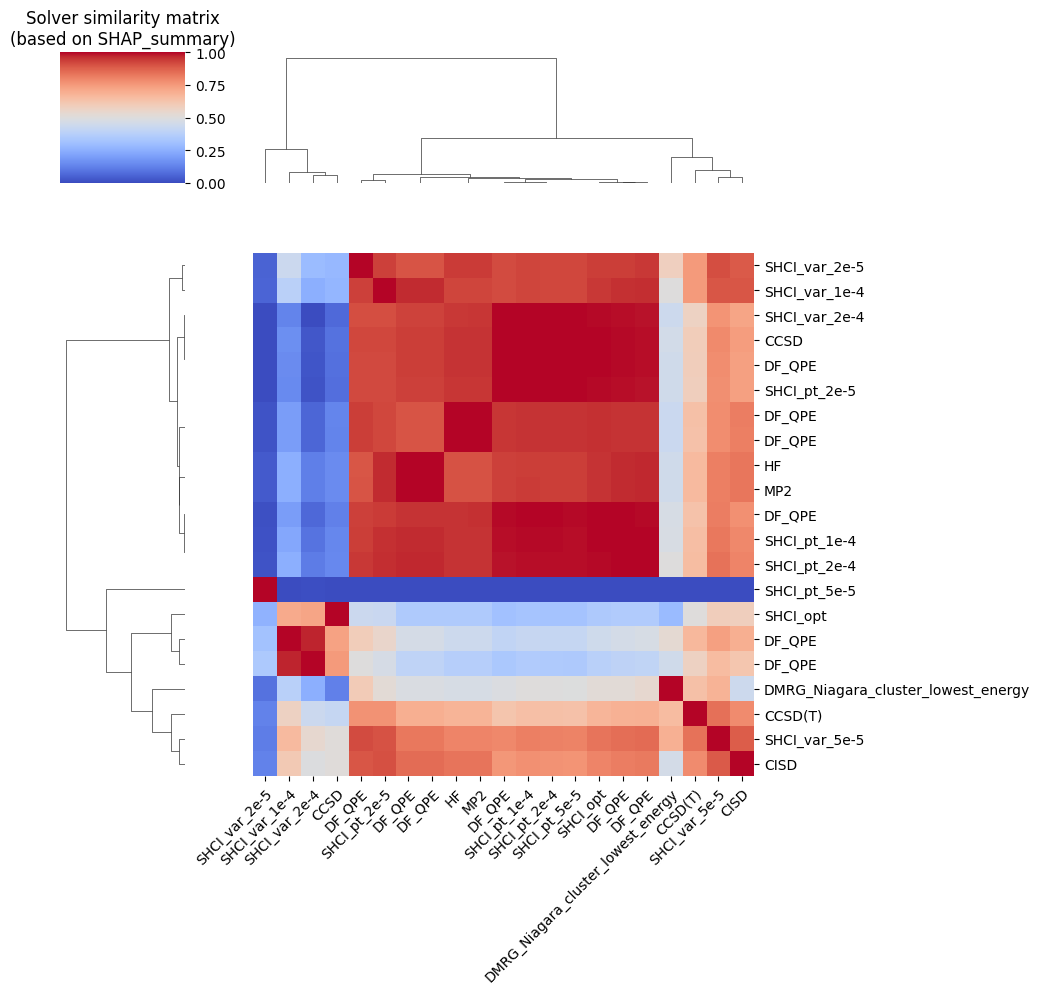 Solver similarity matrix
(based on SHAP_summary)
1.00
0.75
0.50
0.25
0.00
SHCI_var_2e-5
SHCI_var_1e-4
SHCI_var_2e-4
CCSD
DF_QPE
SHCI_pt_2e-5
DF_QPE
DF_QPE
HF
MP2
DF_QPE
SHCI_pt_1e-4
SHCI_pt_2e-4
SHCI_pt_5e-5
SHCI_opt
DF_QPE
DF_QPE
DMRG_Niagara_cluster_lowest_energy
CCSD(T)
SHCI_var_5e-5
CISD
SHCI_var_2e-5
SHCI_var_1e-4
SHCI_var_2e-4
CCSD
DF_QPE
SHCI_pt_2e-5
DF_QPE
DF_QPE
HF
MP2
DF_QPE
SHCI_pt_1e-4
SHCI_pt_2e-4
SHCI_pt_5e-5
SHCI_opt
DF_QPE
DF_QPE
DMRG_Niagara_cluster_lowest_energy
CCSD(T)
SHCI_var_5e-5
CISD